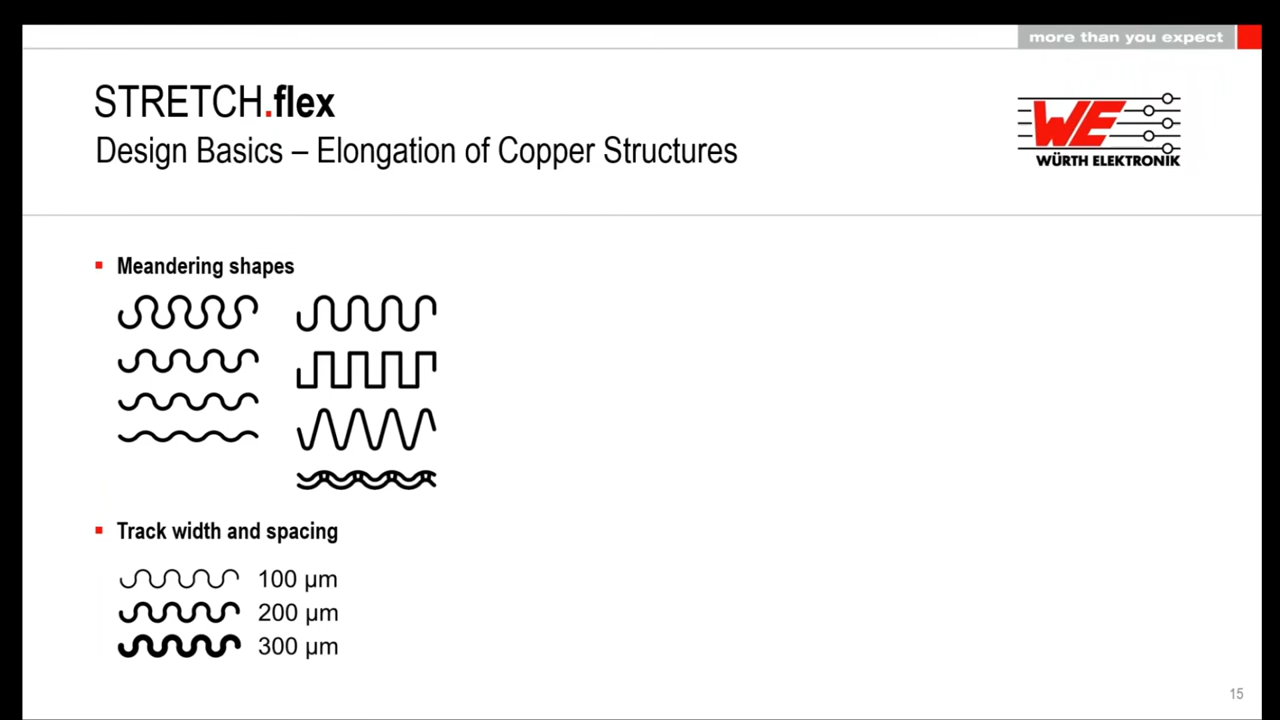 more than you expect
STRETCH.flex
Design Basics – Elongation of Copper Structures
WE
WÜRTH ELEKTRONIK
Meandering shapes
Track width and spacing
100 µm
200 µm
300 µm
15